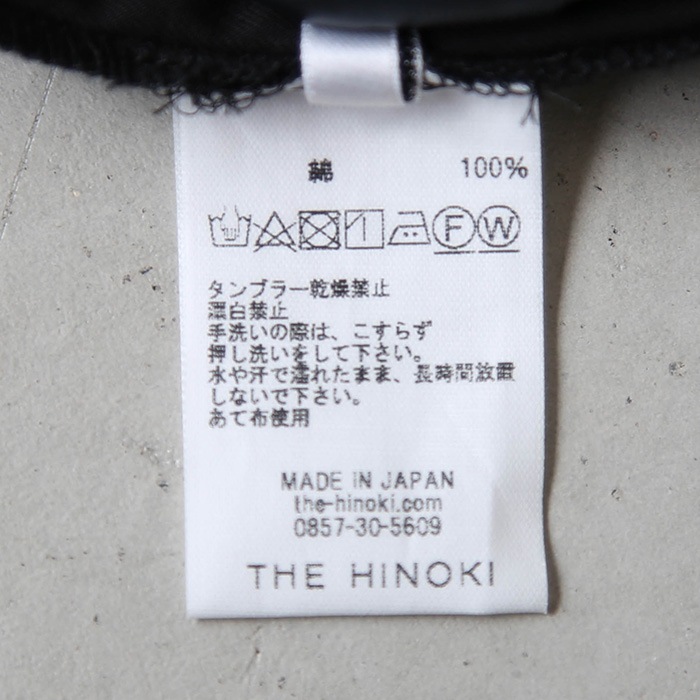 綿 100%
F W
タンブラー乾燥禁止
漂白禁止
手洗いの際は、こすらず
押し洗いをして下さい。
水や汗で濡れたまま、長時間放置
しないで下さい。
あて布使用
MADE IN JAPAN
the-hinoki.com
0857-30-5609
THE HINOKI